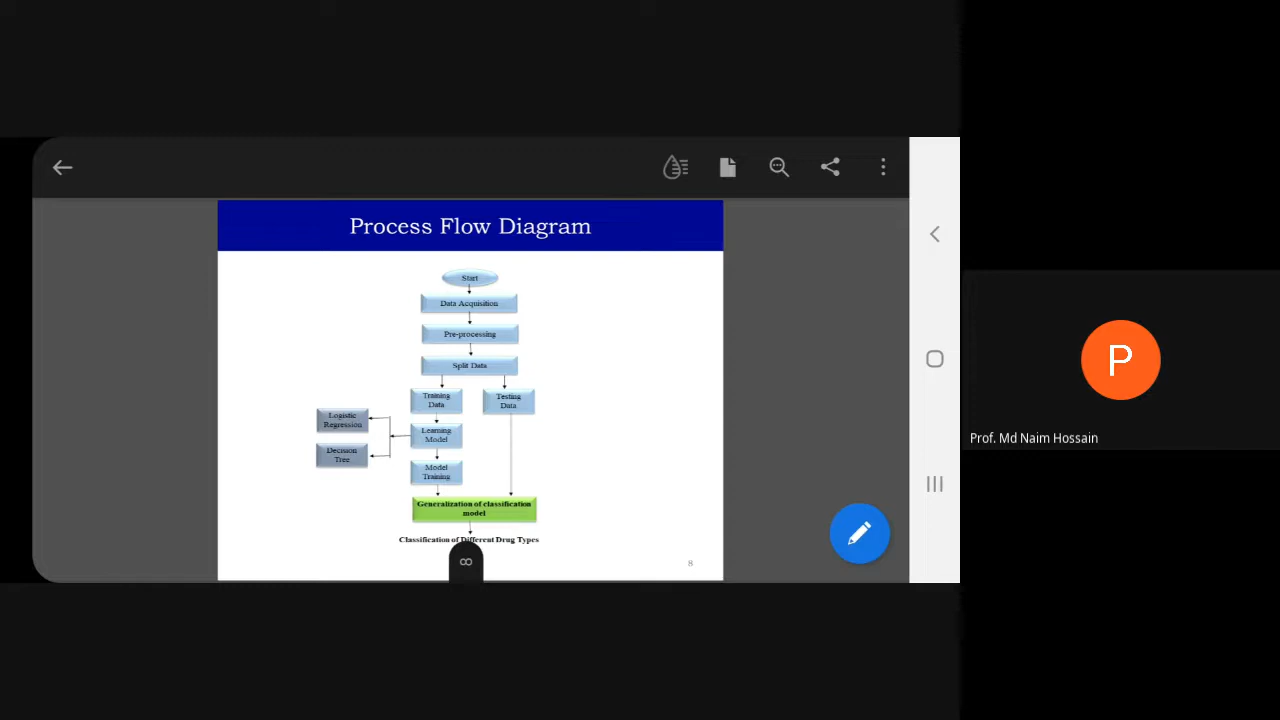 Process Flow Diagram
Start
Data Acquisition
Pre-processing
Split Data
Training
Data
Testing
Data
Logistic
Regression
Learning
Model
Decision
Tree
Model
Training
Generalization of classification
model
Classification of Different Drug Types
8
8
P
Prof. Md Naim Hossain